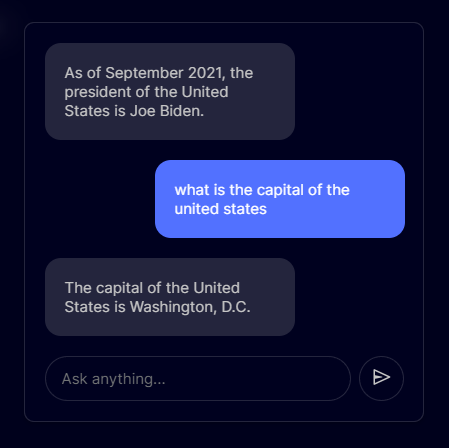 As of September 2021, the
president of the United
States is Joe Biden.
what is the capital of the
united states
The capital of the United
States is Washington, D.C.
Ask anything...